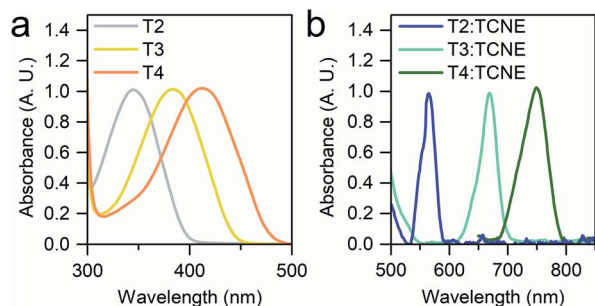 a
T2
T3
T4
1.4
1.2
1.0
0.8
0.6
0.4
0.2
0.0
Absorbance (A. U.)
300
400
500
Wavelength (nm)
b
T2:TCNE
T3:TCNE
T4:TCNE
1.4
1.2
1.0
0.8
0.6
0.4
0.2
0.0
Absorbance (A. U.)
500
600
700
800
Wavelength (nm)